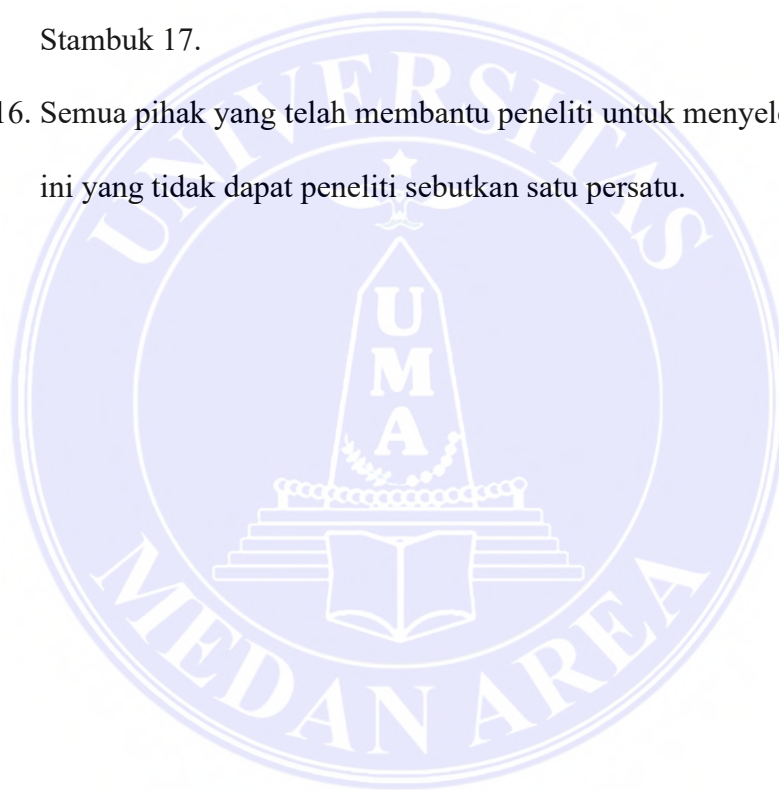 Stambuk 17.
16. Semua pihak yang telah membantu peneliti untuk
ini yang tidak dapat peneliti sebutkan satu persatu.
UNIVERSITAS
U
M
A
MEDAN AREA